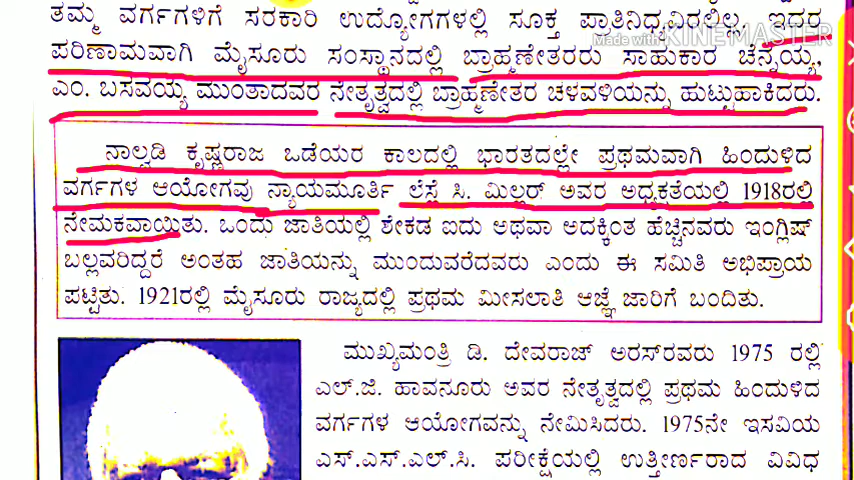 ತಮ್ಮ ವರ್ಗಗಳಿಗೆ ಸರಕಾರಿ ಉದ್ಯೋಗಗಳಲ್ಲಿ ಸೂಕ್ತ ಪ್ರಾತಿನಿಧ್ಯವಿರಲಿಲ್ಲ. ಇದರ
Made with KINEMASTER
ಪರಿಣಾಮವಾಗಿ ಮೈಸೂರು ಸಂಸ್ಥಾನದಲ್ಲಿ ಬ್ರಾಹ್ಮಣೇತರರು ಸಾಹುಕಾರ ಚೆನ್ನಯ್ಯ,
ಎಂ. ಬಸವಯ್ಯ ಮುಂತಾದವರ ನೇತೃತ್ವದಲ್ಲಿ ಬ್ರಾಹ್ಮಣೇತರ ಚಳವಳಿಯನ್ನು ಹುಟ್ಟುಹಾಕಿದರು.
ನಾಲ್ವಡಿ ಕೃಷ್ಣರಾಜ ಒಡೆಯರ ಕಾಲದಲ್ಲಿ ಭಾರತದಲ್ಲೇ ಪ್ರಥಮವಾಗಿ ಹಿಂದುಳಿದ
ವರ್ಗಗಳ ಆಯೋಗವು ನ್ಯಾಯಮೂರ್ತಿ ಲೆಸ್ಲೆ ಸಿ. ಮಿಲ್ಲರ್ ಅವರ ಅಧ್ಯಕ್ಷತೆಯಲ್ಲಿ 1918ರಲ್ಲಿ
ನೇಮಕವಾಯಿತು. ಒಂದು ಜಾತಿಯಲ್ಲಿ ಶೇಕಡ ಐದು ಅಥವಾ ಅದಕ್ಕಿಂತ ಹೆಚ್ಚಿನವರು ಇಂಗ್ಲಿಷ್
ಬಲ್ಲವರಿದ್ದರೆ ಅಂತಹ ಜಾತಿಯನ್ನು ಮುಂದುವರೆದವರು ಎಂದು ಈ ಸಮಿತಿ ಅಭಿಪ್ರಾಯ
ಪಟ್ಟಿತು. 1921ರಲ್ಲಿ ಮೈಸೂರು ರಾಜ್ಯದಲ್ಲಿ ಪ್ರಥಮ ಮೀಸಲಾತಿ ಆಜ್ಞೆ ಜಾರಿಗೆ ಬಂದಿತು.
ಮುಖ್ಯಮಂತ್ರಿ ಡಿ. ದೇವರಾಜ್ ಅರಸ್‌ರವರು 1975 ರಲ್ಲಿ
ಎಲ್.ಜಿ. ಹಾವನೂರು ಅವರ ನೇತೃತ್ವದಲ್ಲಿ ಪ್ರಥಮ ಹಿಂದುಳಿದ
ವರ್ಗಗಳ ಆಯೋಗವನ್ನು ನೇಮಿಸಿದರು. 1975ನೇ ಇಸವಿಯ
ಎಸ್.ಎಸ್.ಎಲ್.ಸಿ. ಪರೀಕ್ಷೆಯಲ್ಲಿ ಉತ್ತೀರ್ಣರಾದ ವಿವಿಧ